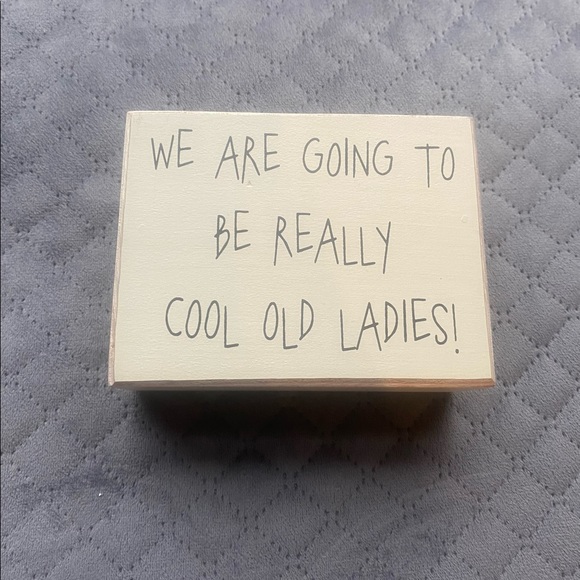 WE ARE GOING TO
BE REALLY
COOL OLD LADIES!